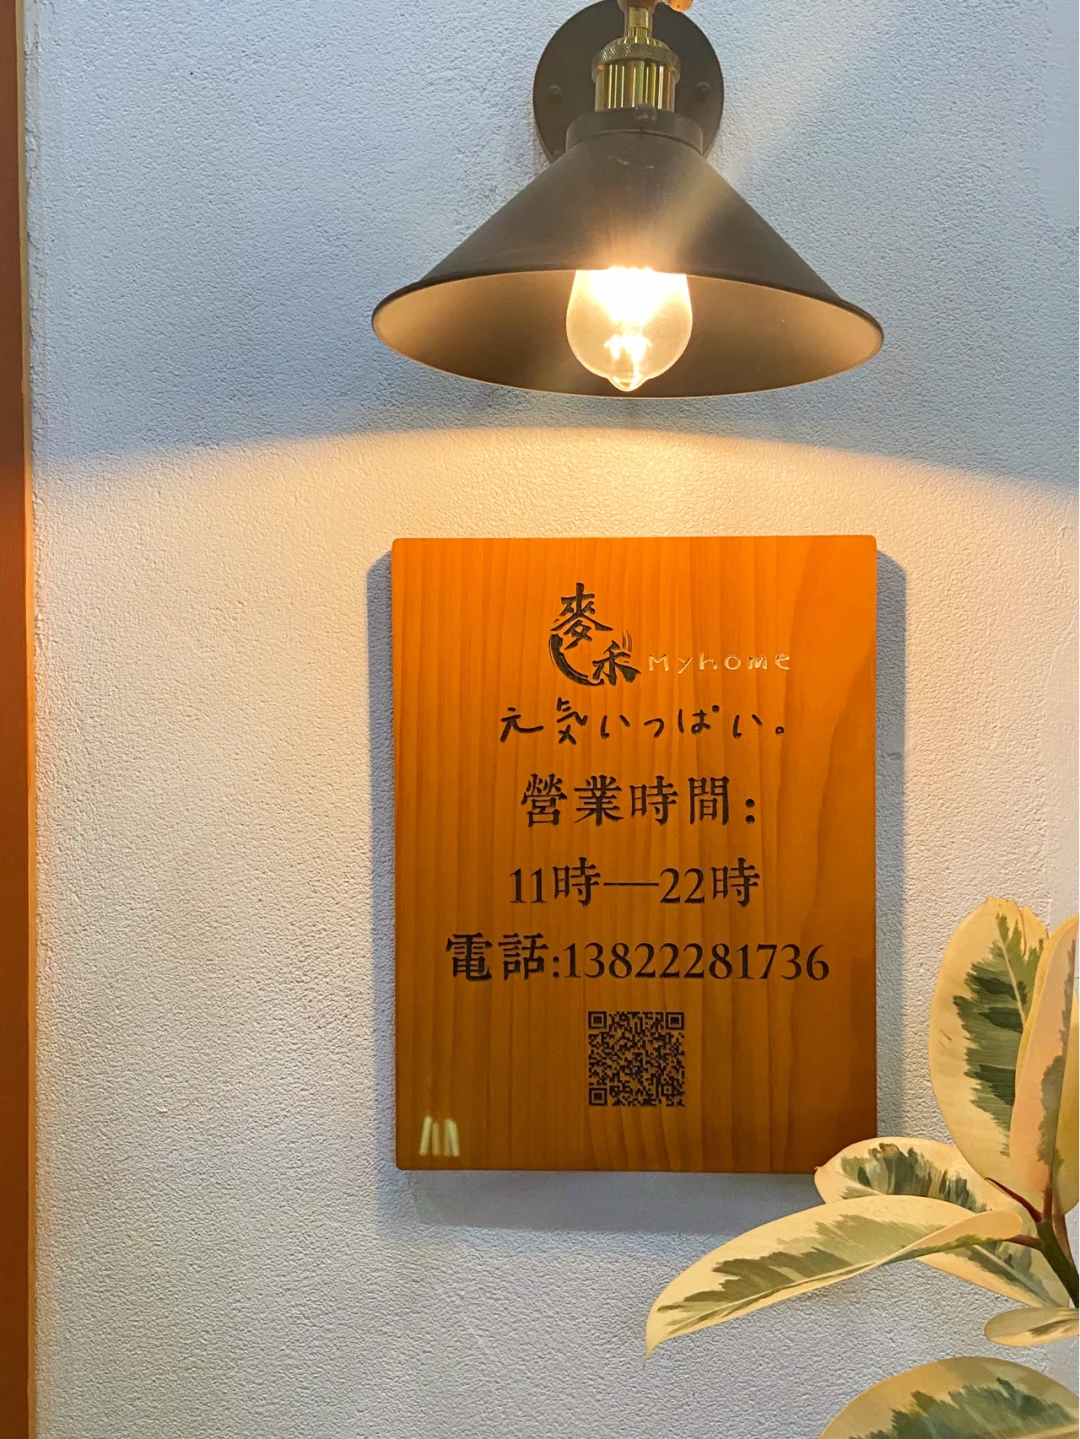 麥禾 Myhome
元気いっぱい。
營業時間：
11時—22時
電話:13822281736